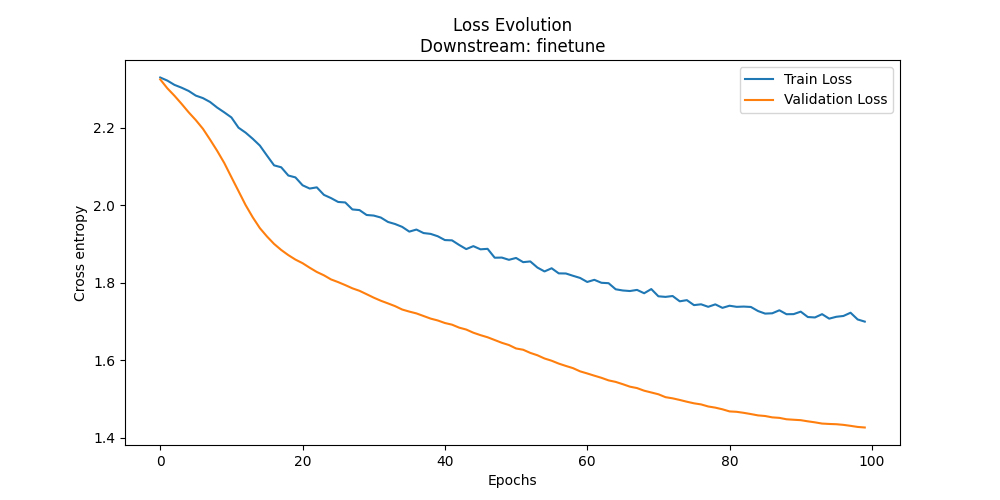 Loss Evolution
Downstream: finetune
Train Loss
Validation Loss
2.2
2.0
1.8
1.6
1.4
Cross entropy
0 20 40 60 80 100
Epochs